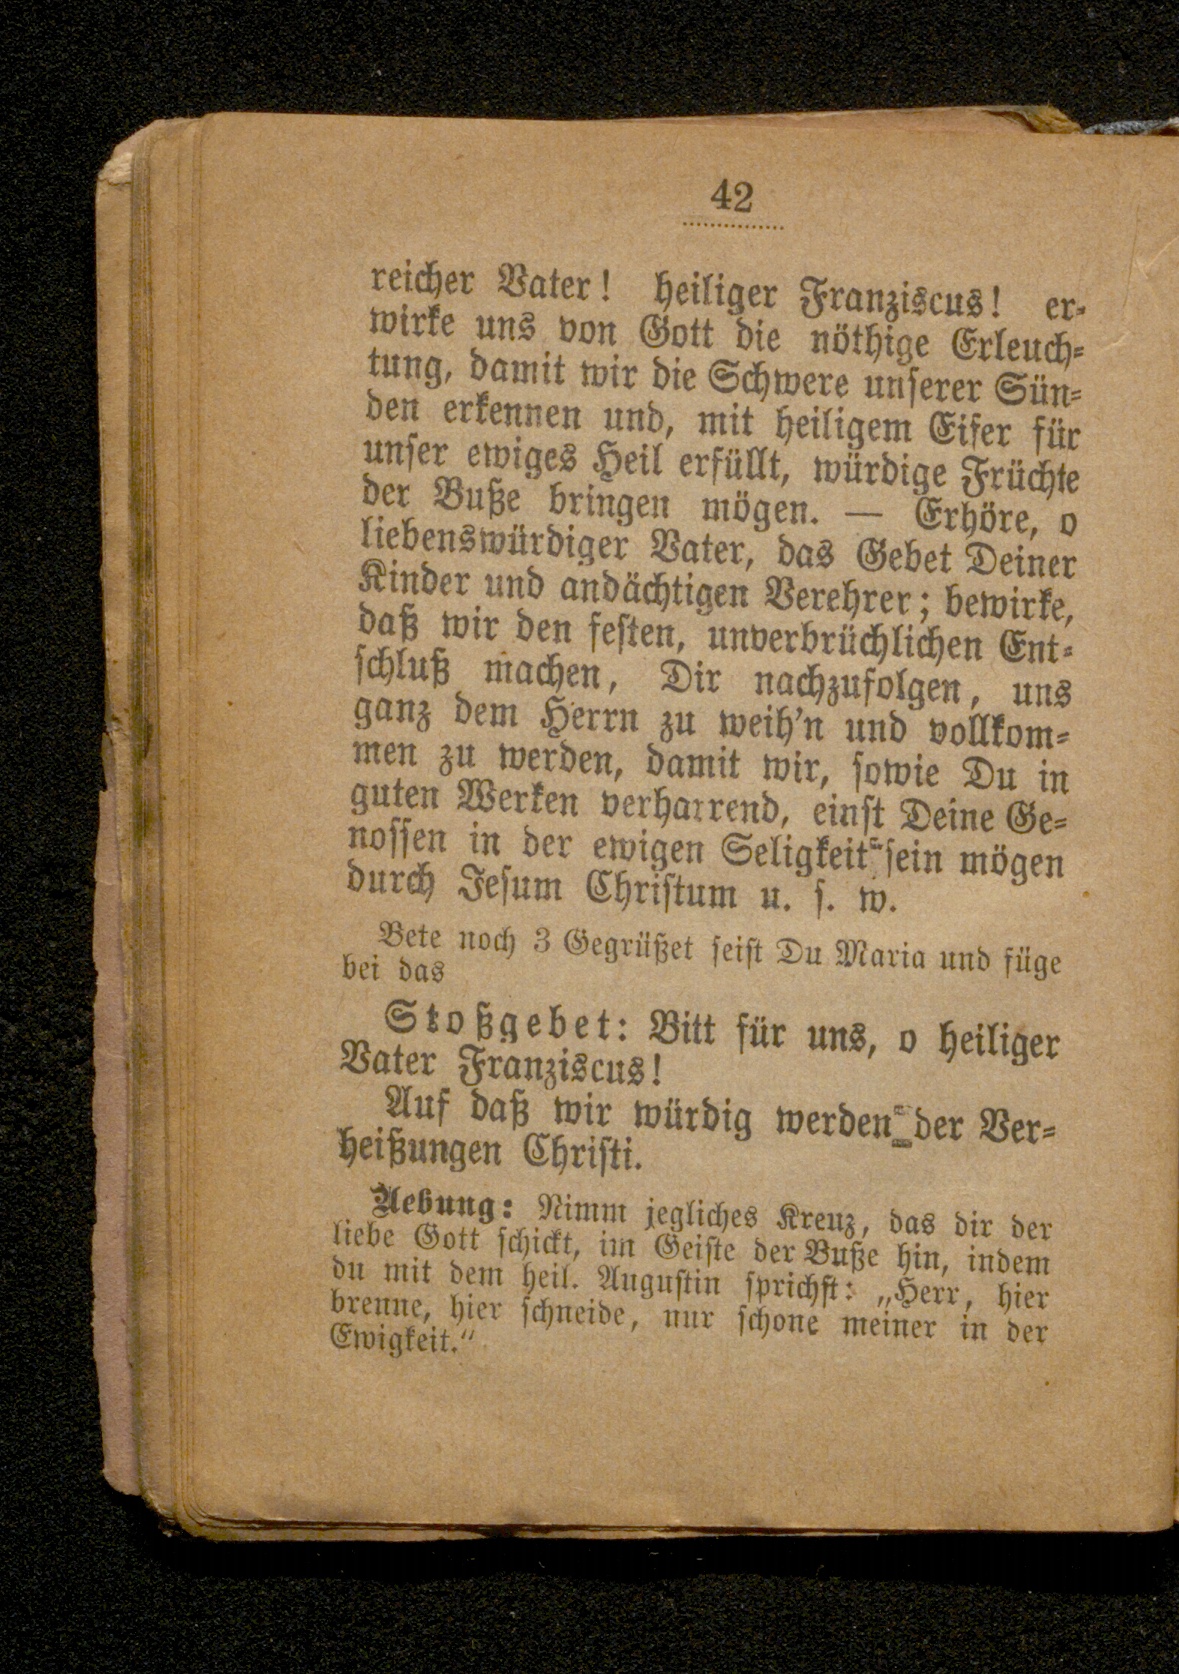 42
reicher Vater! heiliger Franziscus! er-
wirke uns von Gott die nöthige Erleuch-
tung, damit wir die Schwere unserer Sün-
den erkennen und, mit heiligem Eifer für
unser ewiges Heil erfüllt, würdige Früchte
der Buße bringen mögen. — Erhöre, o
liebenswürdiger Vater, das Gebet Deiner
Kinder und andächtigen Verehrer; bewirke,
daß wir den festen, unverbrüchlichen Ent-
schluß machen, Dir nachzufolgen, uns
ganz dem Herrn zu weih'n und vollkom-
men zu werden, damit wir, sowie Du in
guten Werken verharrend, einst Deine Ge-
nossen in der ewigen Seligkeit sein mögen
durch Jesum Christum u. s. w.
Bete noch 3 Gegrüßet seist Du Maria und füge
bei das
Stoßgebet: Bitt für uns, o heiliger
Vater Franziscus!
Auf daß wir würdig werden der Ver-
heißungen Christi.
Uebung: Nimm jegliches Kreuz, das dir der
liebe Gott schickt, im Geiste der Buße hin, indem
du mit dem heil. Augustin sprichst: „Herr, hier
brenne, hier schneide, nur schone meiner in der
Ewigkeit.“